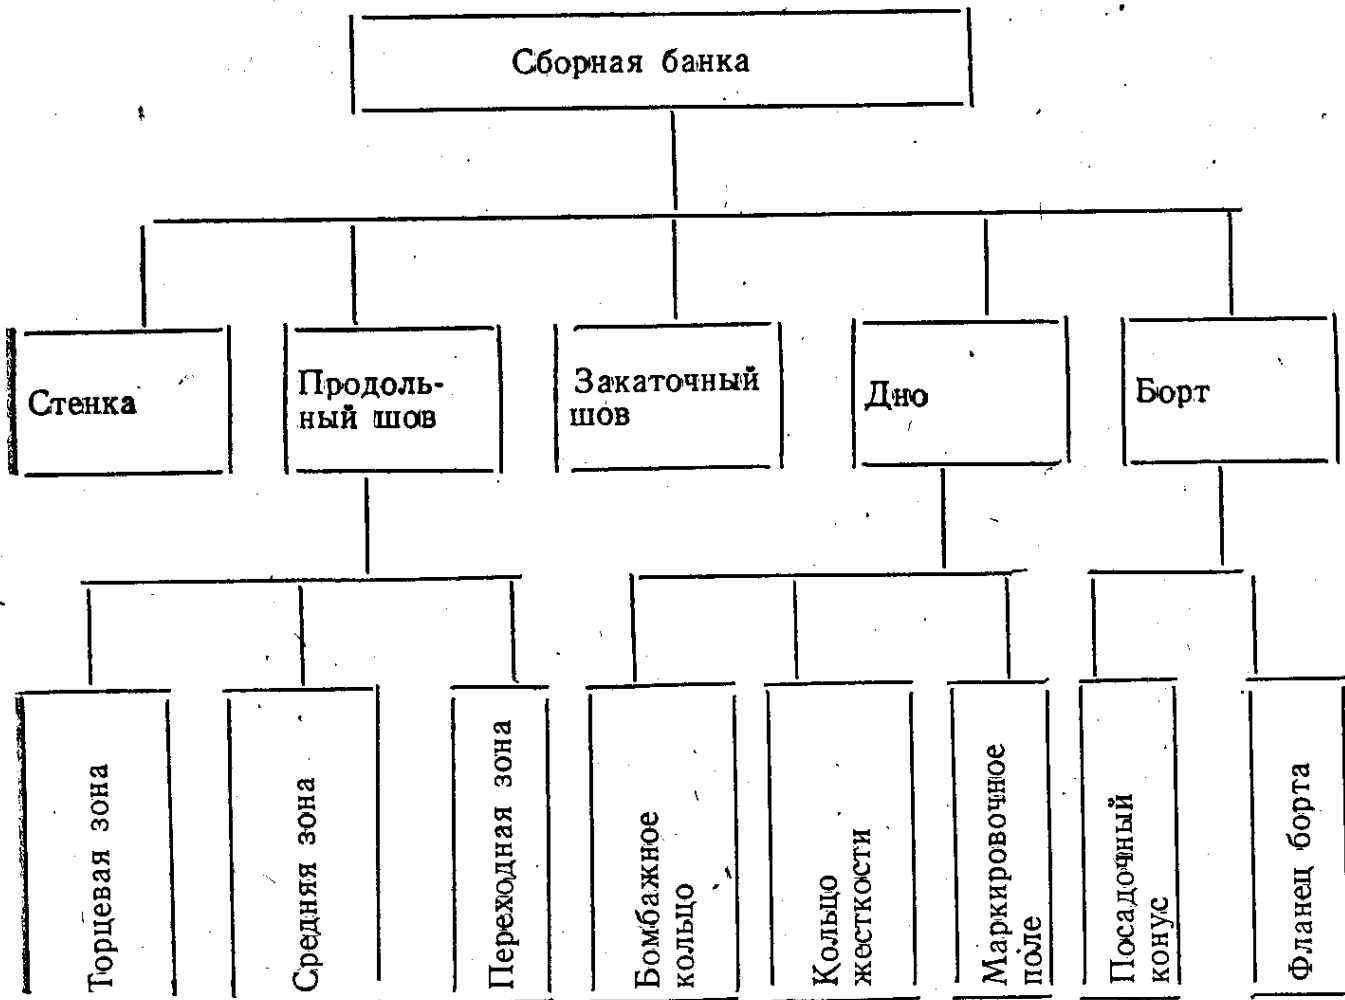 Сборная банка
Стенка
Продоль-
ный шов
Закаточный
шов
Дно
Борт
Торцевая зона
Средняя зона
Переходная зона
Бомбажное
кольцо
Кольцо
жесткости
Маркировочное
поле
Посадочный
конус
Фланец борта